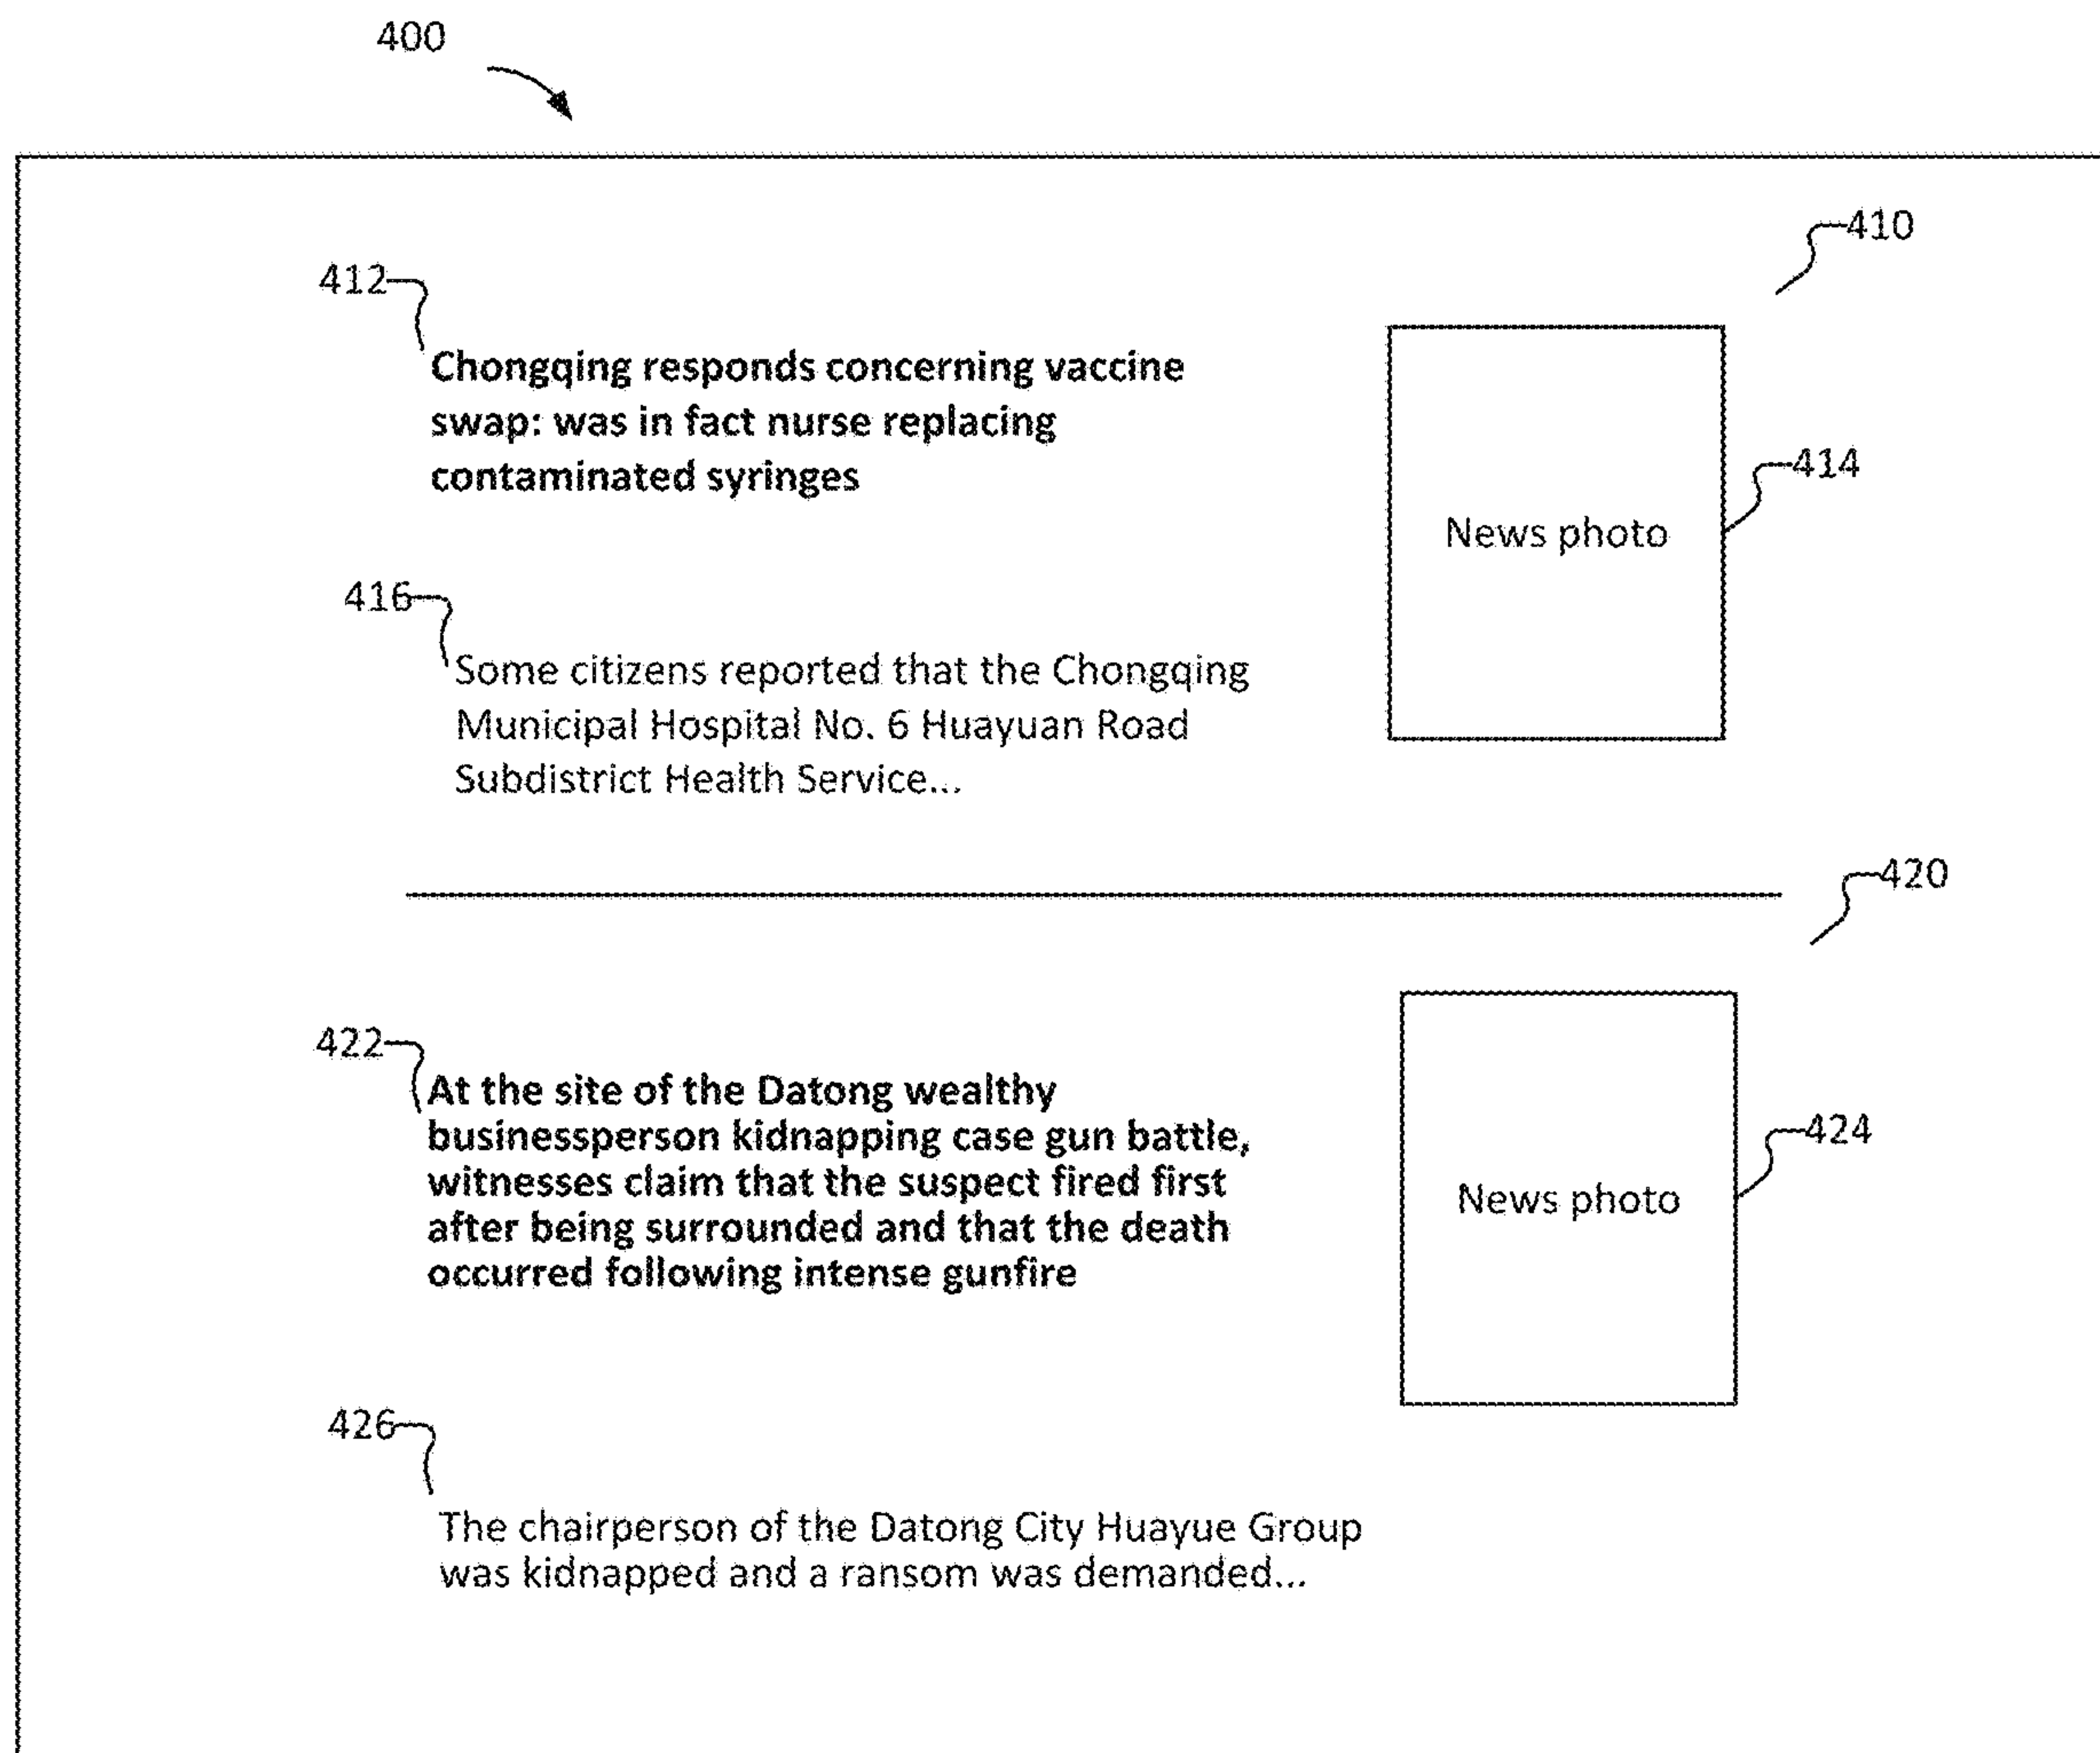 400
410
412
Chongqing responds concerning vaccine
swap: was in fact nurse replacing
contaminated syringes
414
News photo
416
Some citizens reported that the Chongqing
Municipal Hospital No. 6 Huayuan Road
Subdistrict Health Service...
420
422
At the site of the Datong wealthy
businessperson kidnapping case gun battle,
witnesses claim that the suspect fired first
after being surrounded and that the death
occurred following intense gunfire
424
News photo
426
The chairperson of the Datong City Huayue Group
was kidnapped and a ransom was demanded...